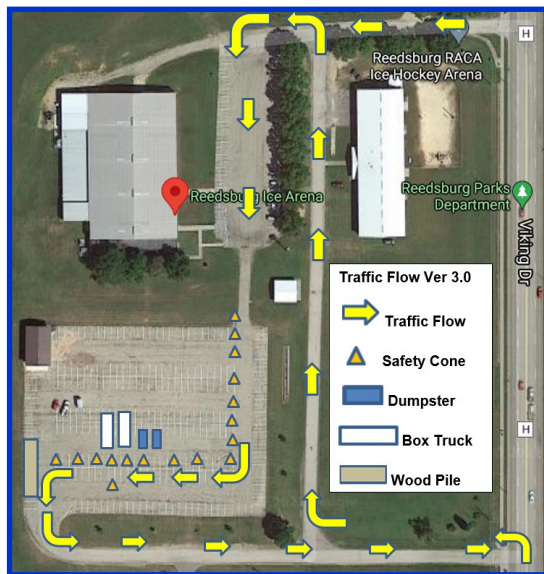 H
Reedsburg RACA
Ice Hockey Arena
Reedsburg Ice Arena
Reedsburg Parks
Department
Viking Dr
Traffic Flow Ver 3.0
Traffic Flow
Safety Cone
Dumpster
Box Truck
Wood Pile
H